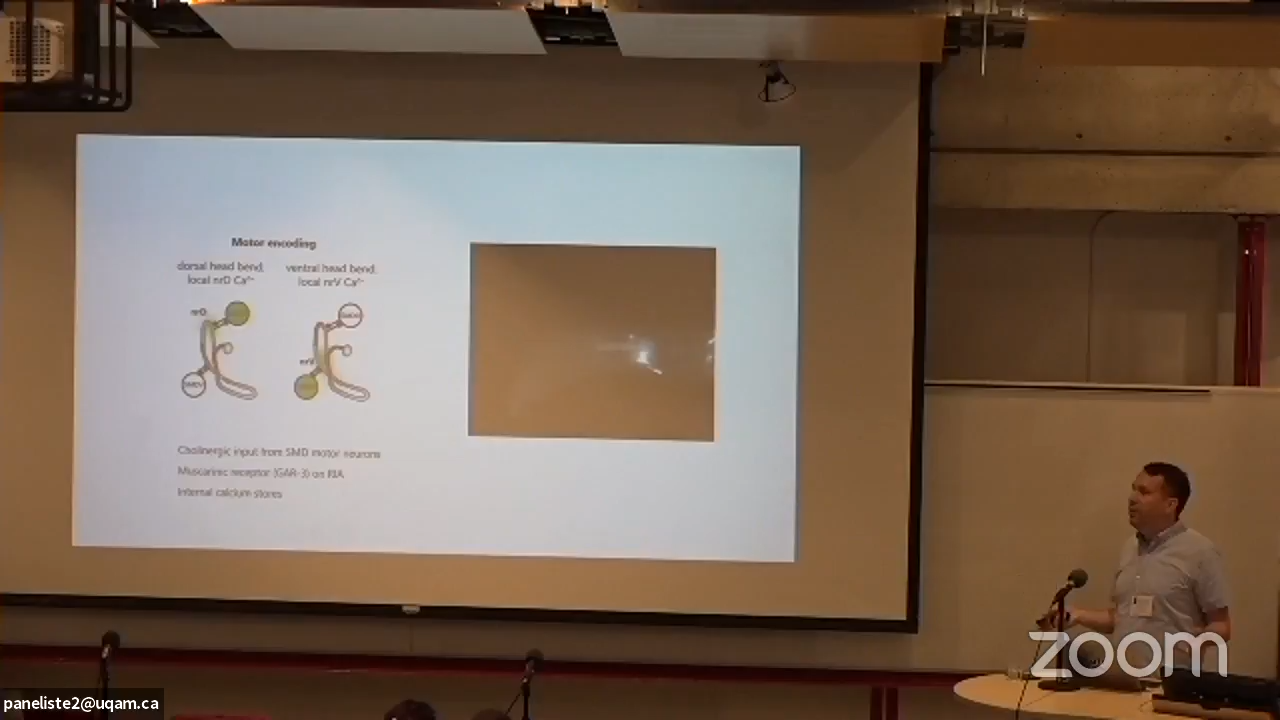 Motor encoding
dorsal head bend:
local nrD Ca²⁺
ventral head bend:
local nrV Ca²⁺
nrD
SMDV
SMDD
nrV
Cholinergic input from SMD motor neurons
Muscarinic receptor (GAR-3) on RIA
Internal calcium stores
zoom
paneliste2@uqam.ca